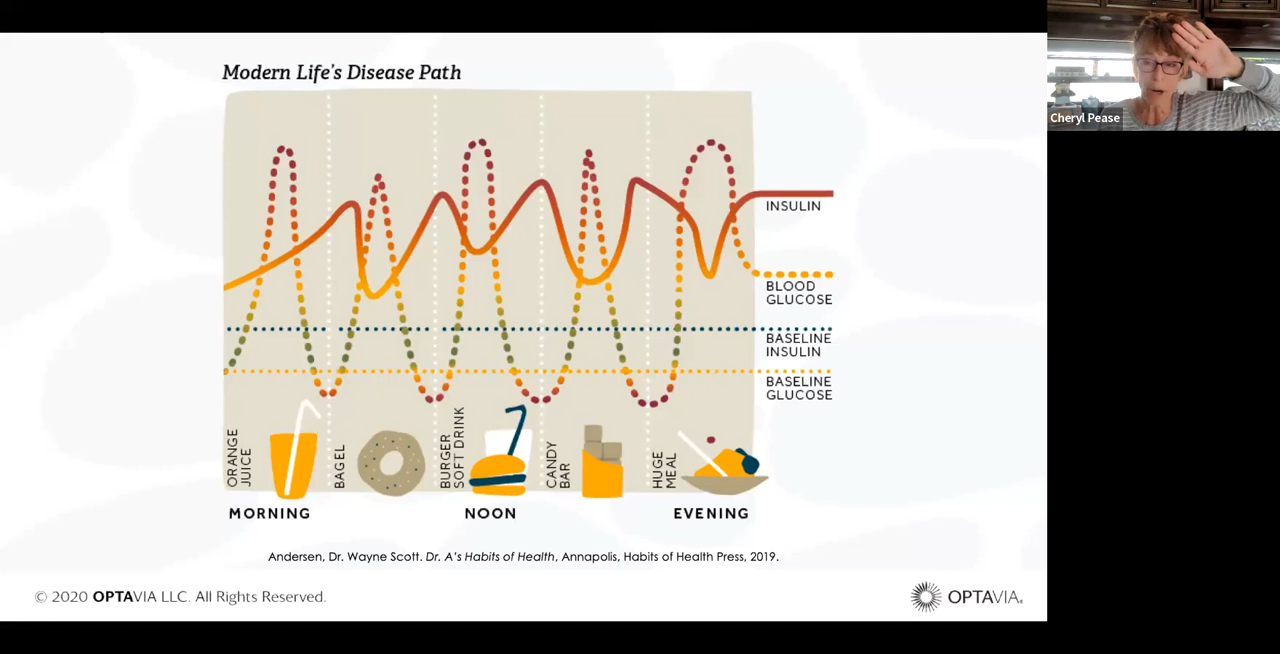 Modern Life's Disease Path
Cheryl Pease
INSULIN
BLOOD
GLUCOSE
BASELINE
INSULIN
BASELINE
GLUCOSE
ORANGE
JUICE
BAGEL
BURGER
SOFT DRINK
CANDY
BAR
HUGE
MEAL
MORNING
NOON
EVENING
Andersen, Dr. Wayne Scott. Dr. A's Habits of Health, Annapolis, Habits of Health Press, 2019.
© 2020 OPTAVIA LLC. All Rights Reserved.
OPTAVIA®